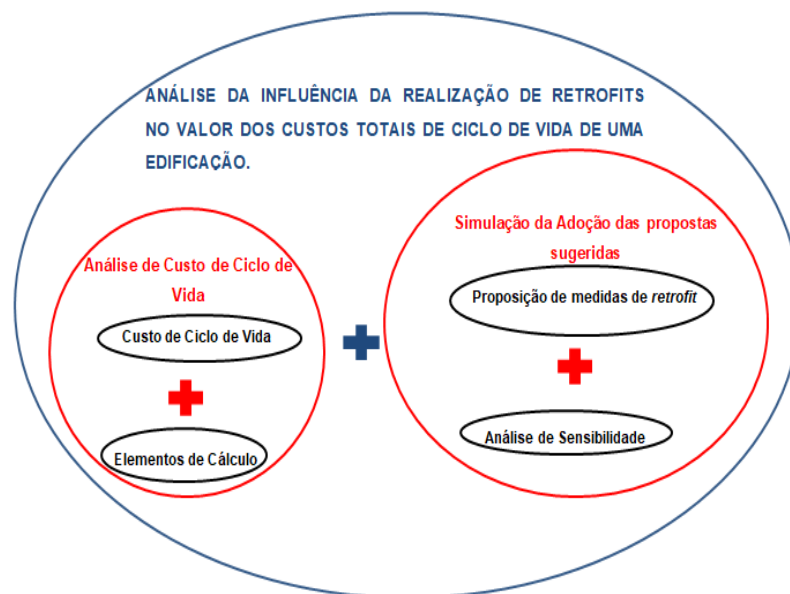 ANÁLISE DA INFLUÊNCIA DA REALIZAÇÃO DE RETROFITS
NO VALOR DOS CUSTOS TOTAIS DE CICLO DE VIDA DE UMA
EDIFICAÇÃO.
Análise de Custo de Ciclo de
Vida
Custo de Ciclo de Vida
Elementos de Cálculo
Simulação da Adoção das propostas
sugeridas
Proposição de medidas de retrofit
Análise de Sensibilidade